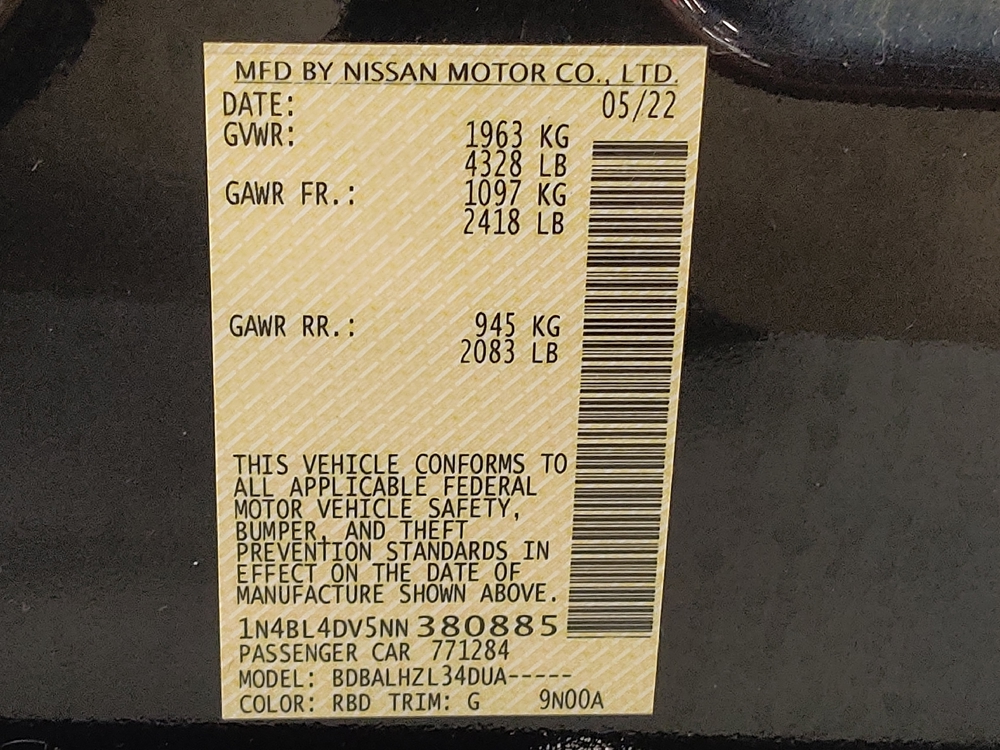 MFD BY NISSAN MOTOR CO., LTD.
DATE: 05/22
GVWR: 1963 KG
4328 LB
GAWR FR.: 1097 KG
2418 LB
GAWR RR.: 945 KG
2083 LB
THIS VEHICLE CONFORMS TO
ALL APPLICABLE FEDERAL
MOTOR VEHICLE SAFETY,
BUMPER, AND THEFT
PREVENTION STANDARDS IN
EFFECT ON THE DATE OF
MANUFACTURE SHOWN ABOVE.
1N4BL4DV5NN380885
PASSENGER CAR 771284
MODEL: BDBALHZL34DUA-----
COLOR: RBD TRIM: G 9N00A